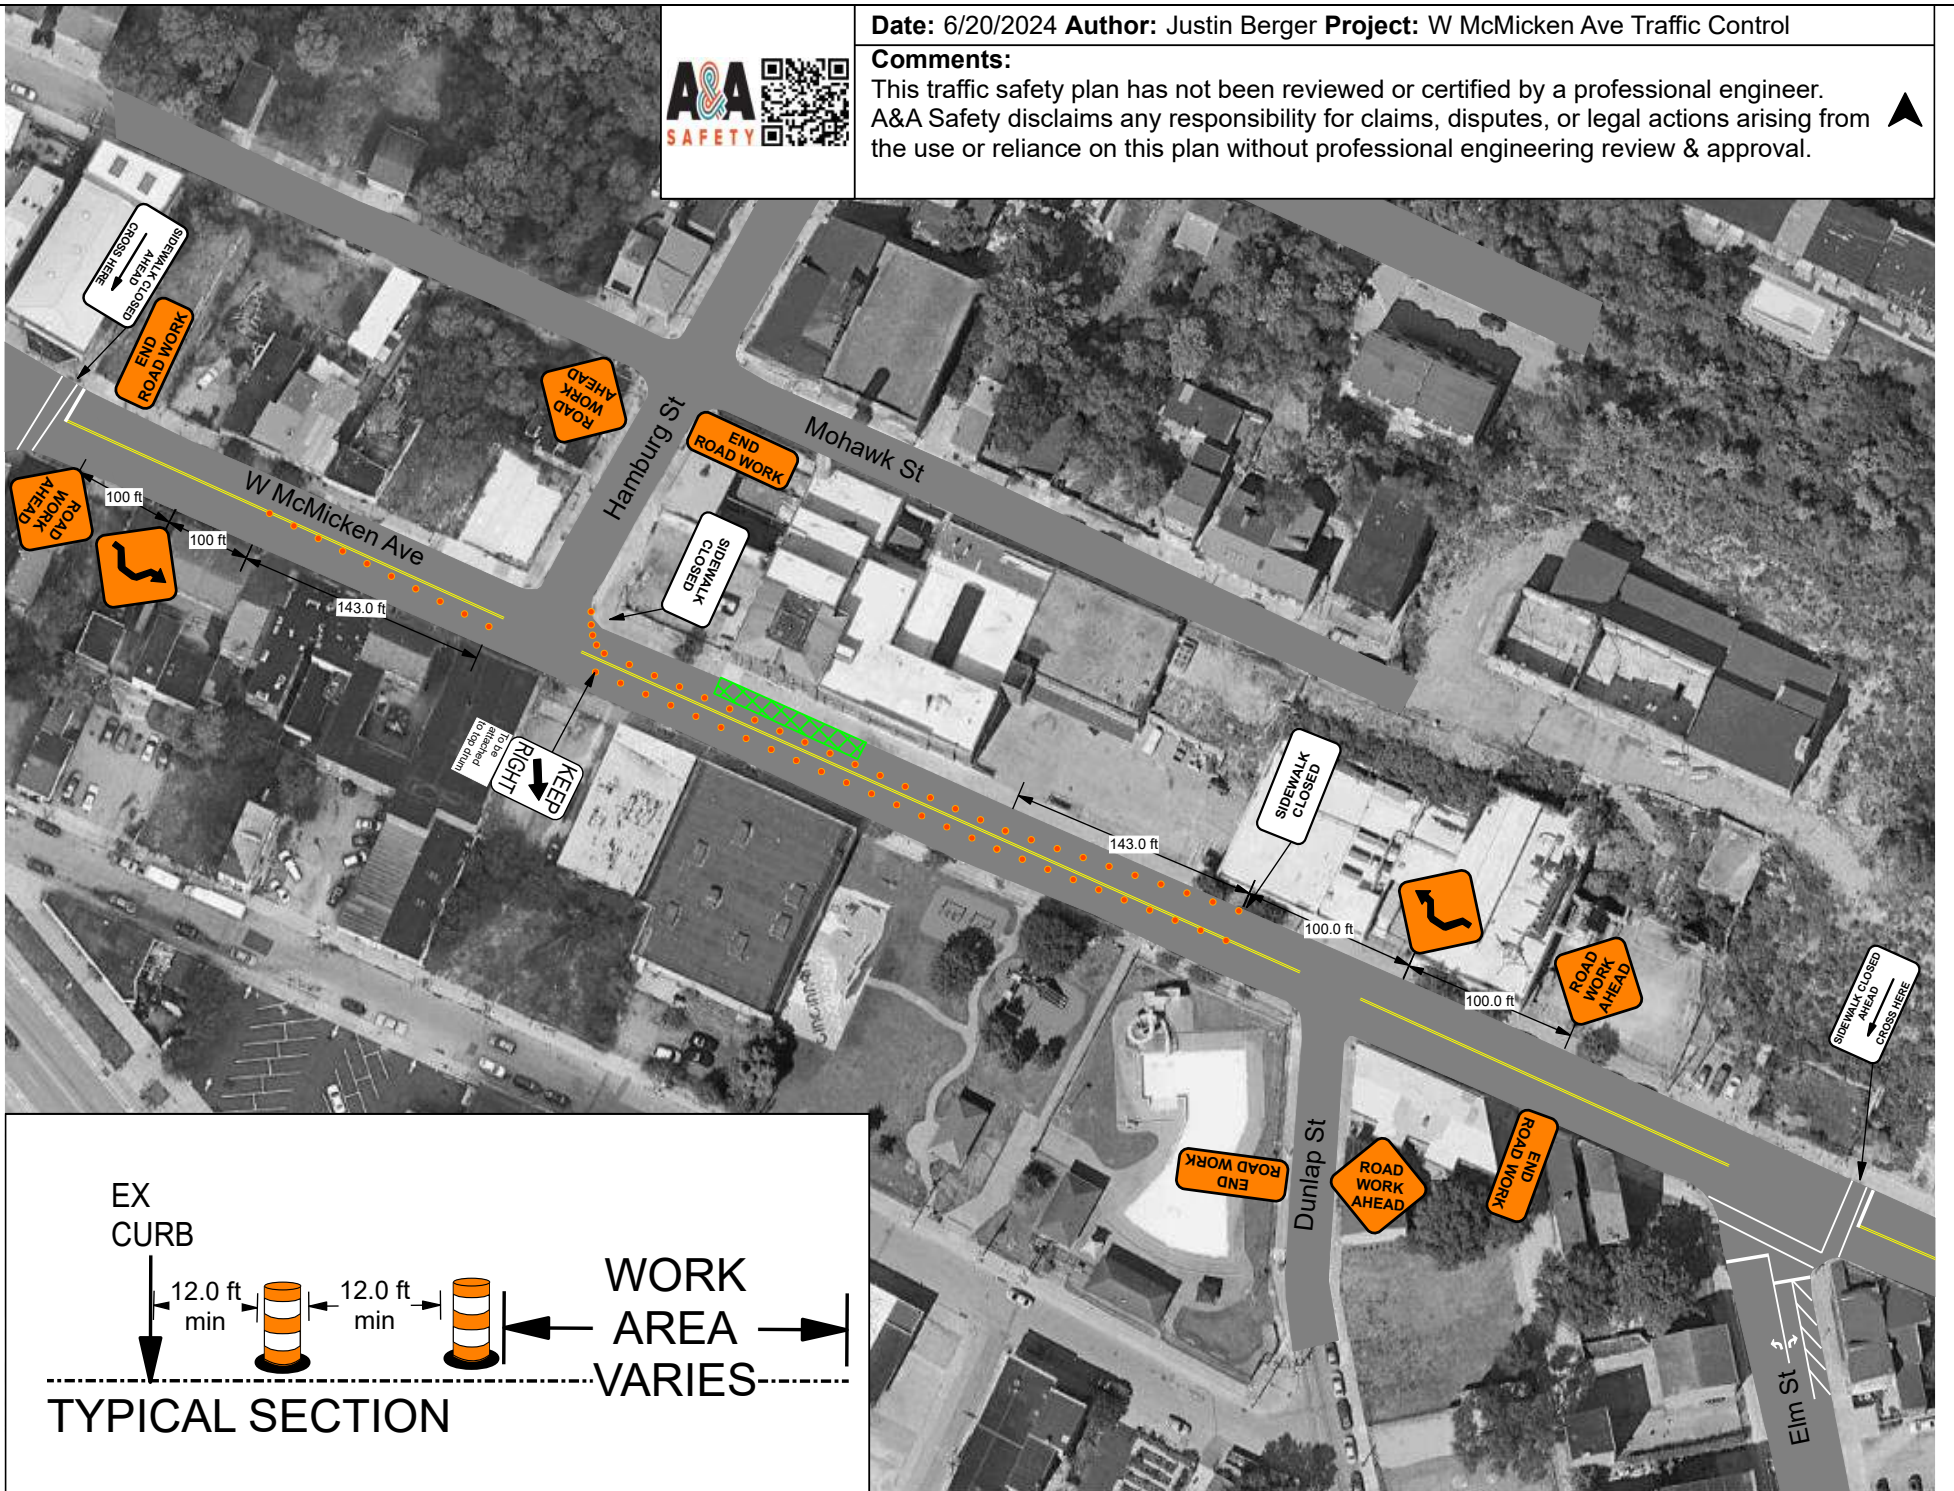 Date: 6/20/2024 Author: Justin Berger Project: W McMicken Ave Traffic Control
Comments:
This traffic safety plan has not been reviewed or certified by a professional engineer.
A&A Safety disclaims any responsibility for claims, disputes, or legal actions arising from
the use or reliance on this plan without professional engineering review & approval.
A&A
SAFETY
SIDEWALK CLOSED
AHEAD
CROSS HERE
END
ROAD WORK
ROAD
WORK
AHEAD
Hamburg St
END
ROAD WORK
Mohawk St
ROAD
WORK
AHEAD
100 ft
100 ft
W McMicken Ave
143.0 ft
SIDEWALK
CLOSED
KEEP
RIGHT
To be
attached
to top drum
143.0 ft
SIDEWALK
CLOSED
100.0 ft
100.0 ft
ROAD
WORK
AHEAD
SIDEWALK CLOSED
AHEAD
CROSS HERE
END
ROAD WORK
Dunlap St
ROAD
WORK
AHEAD
END
ROAD WORK
Elm St
EX
CURB
12.0 ft
min
12.0 ft
min
WORK
AREA
VARIES
TYPICAL SECTION